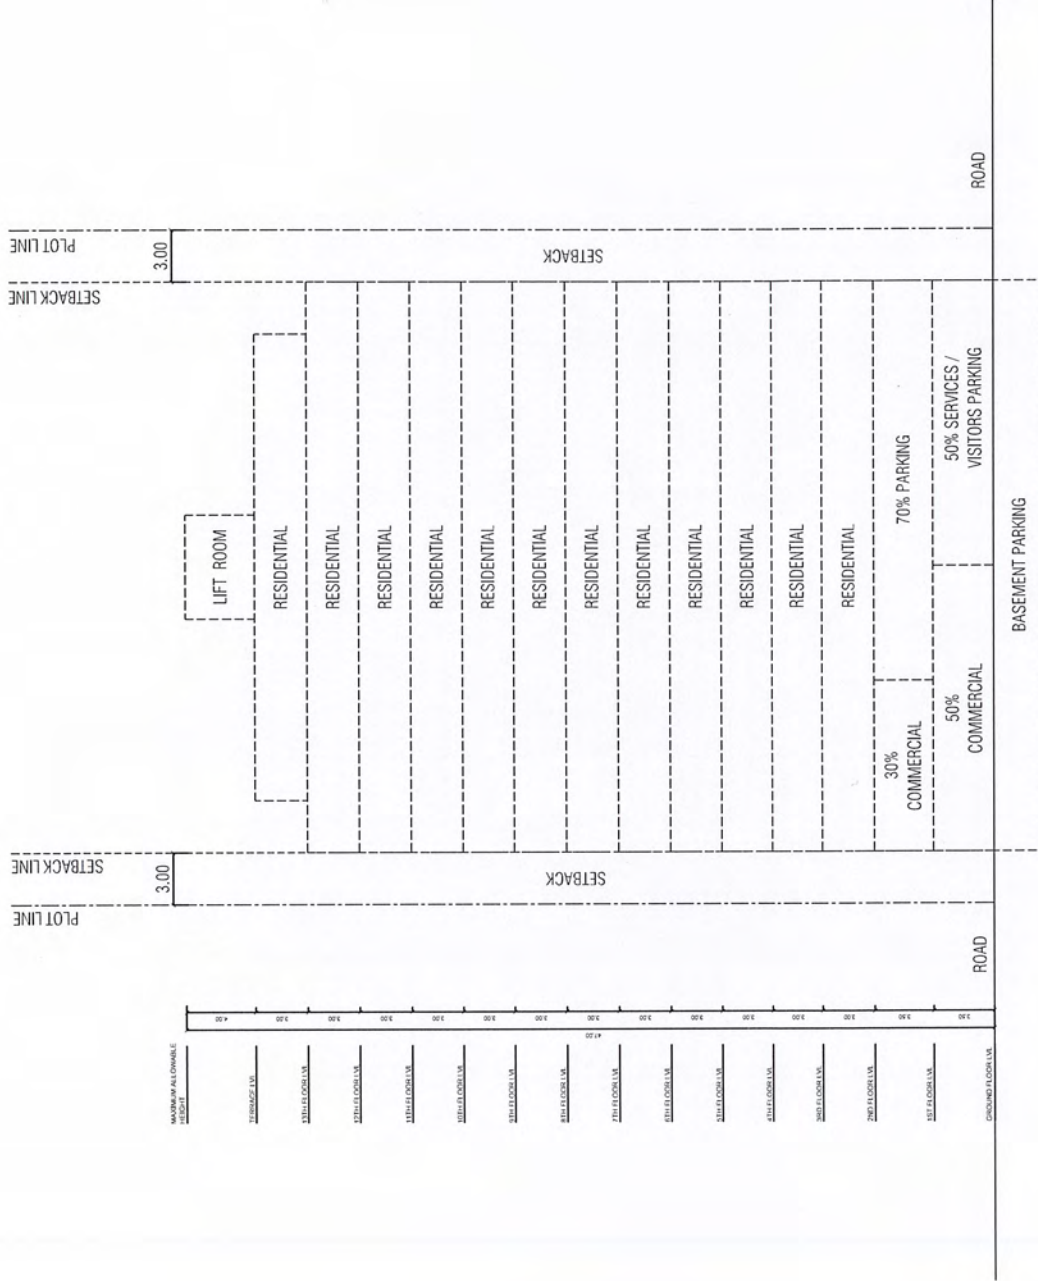 PLOT LINE
SETBACK LINE
SETBACK LINE
PLOT LINE
3.00
3.00
MAXIMUM ALLOWABLE
HEIGHT
4.00
LIFT ROOM
TERRACE LVL
3.00
RESIDENTIAL
13TH FLOOR LVL
3.00
RESIDENTIAL
12TH FLOOR LVL
3.00
RESIDENTIAL
11TH FLOOR LVL
3.00
RESIDENTIAL
10TH FLOOR LVL
3.00
RESIDENTIAL
9TH FLOOR LVL
3.00
RESIDENTIAL
8TH FLOOR LVL
3.00
RESIDENTIAL
47.00
SETBACK
SETBACK
7TH FLOOR LVL
3.00
RESIDENTIAL
6TH FLOOR LVL
3.00
RESIDENTIAL
5TH FLOOR LVL
3.00
RESIDENTIAL
4TH FLOOR LVL
3.00
RESIDENTIAL
3RD FLOOR LVL
3.00
RESIDENTIAL
2ND FLOOR LVL
3.50
30%
COMMERCIAL
70% PARKING
1ST FLOOR LVL
3.50
50%
COMMERCIAL
50% SERVICES /
VISITORS PARKING
GROUND FLOOR LVL
ROAD
ROAD
BASEMENT PARKING